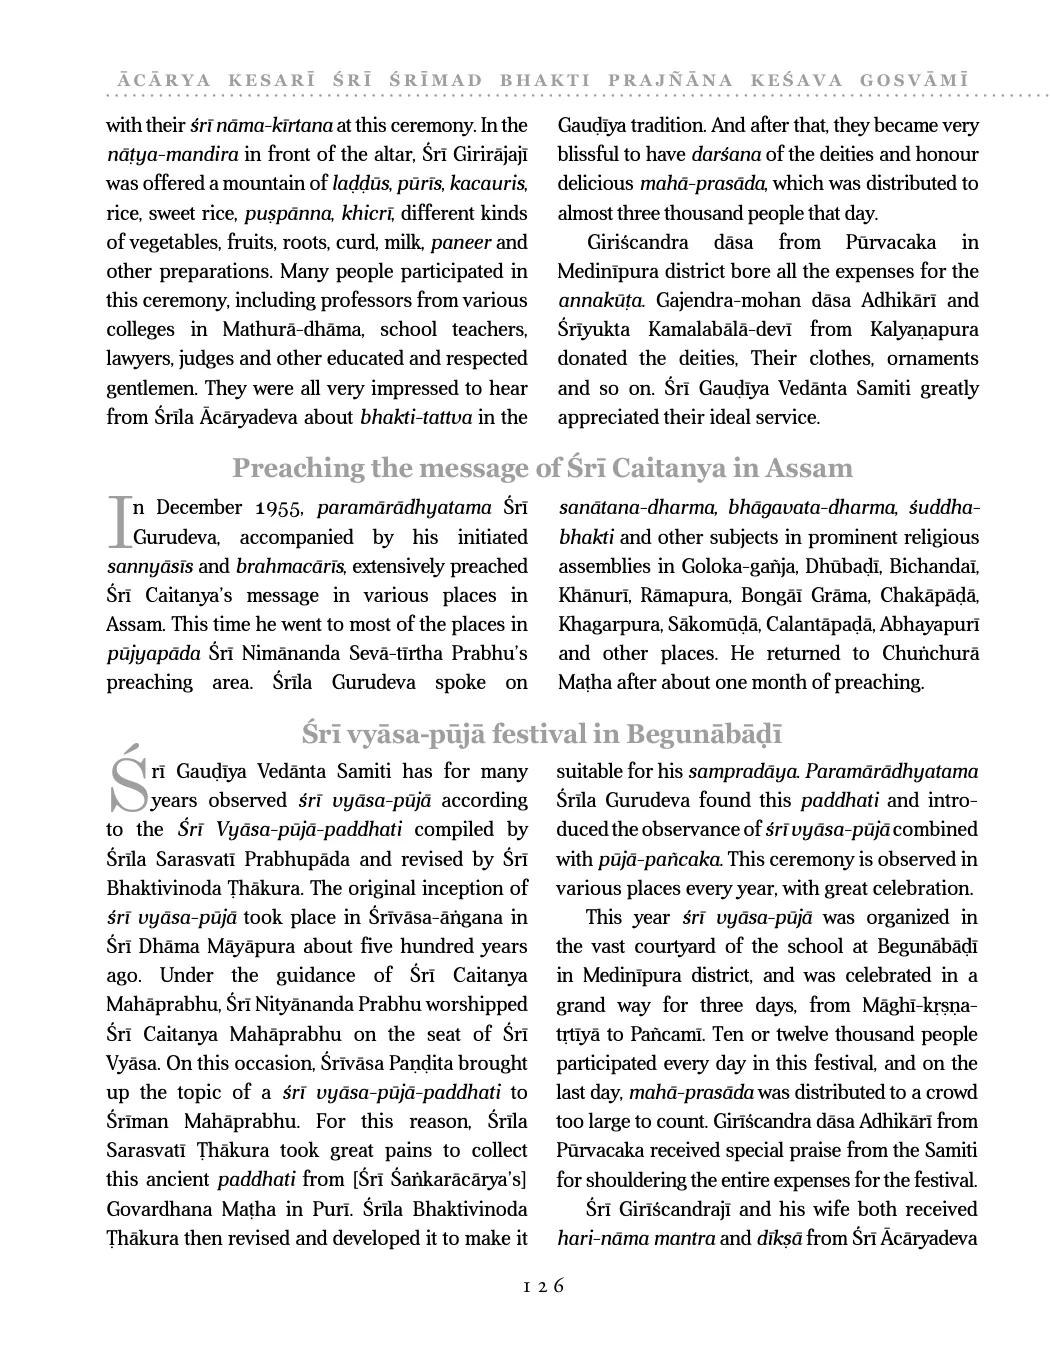 ĀCĀRYA KESARĪ ŚRĪ ŚRĪMAD BHAKTI PRAJÑĀNA KEŚAVA GOSVĀMĪ
with their śrī nāma-kīrtana at this ceremony. In the
nāṭya-mandira in front of the altar, Śrī Girirājajī
was offered a mountain of laḍḍūs, pūrīs, kacauris,
rice, sweet rice, puṣpānna, khicrī, different kinds
of vegetables, fruits, roots, curd, milk, paneer and
other preparations. Many people participated in
this ceremony, including professors from various
colleges in Mathurā-dhāma, school teachers,
lawyers, judges and other educated and respected
gentlemen. They were all very impressed to hear
from Śrīla Ācāryadeva about bhakti-tattva in the
Gauḍīya tradition. And after that, they became very
blissful to have darśana of the deities and honour
delicious mahā-prasāda, which was distributed to
almost three thousand people that day.
Giriścandra dāsa from Pūrvacaka in
Medinīpura district bore all the expenses for the
annakūṭa. Gajendra-mohan dāsa Adhikārī and
Śrīyukta Kamalabālā-devī from Kalyaṇapura
donated the deities, Their clothes, ornaments
and so on. Śrī Gauḍīya Vedānta Samiti greatly
appreciated their ideal service.
Preaching the message of Śrī Caitanya in Assam
In December 1955, paramārādhyatama Śrī
Gurudeva, accompanied by his initiated
sannyāsīs and brahmacārīs, extensively preached
Śrī Caitanya's message in various places in
Assam. This time he went to most of the places in
pūjyapāda Śrī Nimānanda Sevā-tīrtha Prabhu's
preaching area. Śrīla Gurudeva spoke on
sanātana-dharma, bhāgavata-dharma, śuddha-
bhakti and other subjects in prominent religious
assemblies in Goloka-gañja, Dhūbaḍī, Bichandaī,
Khānurī, Rāmapura, Bongāī Grāma, Chakāpāḍā,
Khagarpura, Sākomūḍā, Calantāpaḍā, Abhayapurī
and other places. He returned to Chuṅchurā
Maṭha after about one month of preaching.
Śrī vyāsa-pūjā festival in Begunābāḍī
Śrī Gauḍīya Vedānta Samiti has for many
years observed śrī vyāsa-pūjā according
to the Śrī Vyāsa-pūjā-paddhati compiled by
Śrīla Sarasvatī Prabhupāda and revised by Śrī
Bhaktivinoda Ṭhākura. The original inception of
śrī vyāsa-pūjā took place in Śrīvāsa-āṅgana in
Śrī Dhāma Māyāpura about five hundred years
ago. Under the guidance of Śrī Caitanya
Mahāprabhu, Śrī Nityānanda Prabhu worshipped
Śrī Caitanya Mahāprabhu on the seat of Śrī
Vyāsa. On this occasion, Śrīvāsa Paṇḍita brought
up the topic of a śrī vyāsa-pūjā-paddhati to
Śrīman Mahāprabhu. For this reason, Śrīla
Sarasvatī Ṭhākura took great pains to collect
this ancient paddhati from [Śrī Śaṅkarācārya's]
Govardhana Maṭha in Purī. Śrīla Bhaktivinoda
Ṭhākura then revised and developed it to make it
suitable for his sampradāya. Paramārādhyatama
Śrīla Gurudeva found this paddhati and intro-
duced the observance of śrī vyāsa-pūjā combined
with pūjā-pañcaka. This ceremony is observed in
various places every year, with great celebration.
This year śrī vyāsa-pūjā was organized in
the vast courtyard of the school at Begunābāḍī
in Medinīpura district, and was celebrated in a
grand way for three days, from Māghī-kṛṣṇa-
tṛtīyā to Pañcamī. Ten or twelve thousand people
participated every day in this festival, and on the
last day, mahā-prasāda was distributed to a crowd
too large to count. Girīścandra dāsa Adhikārī from
Pūrvacaka received special praise from the Samiti
for shouldering the entire expenses for the festival.
Śrī Girīścandrajī and his wife both received
hari-nāma mantra and dīkṣā from Śrī Ācāryadeva
126